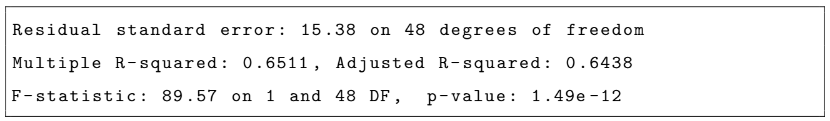 Residual standard error: 15.38 on 48 degrees of freedom
Multiple R-squared: 0.6511, Adjusted R-squared: 0.6438
F-statistic: 89.57 on 1 and 48 DF,  p-value: 1.49e-12